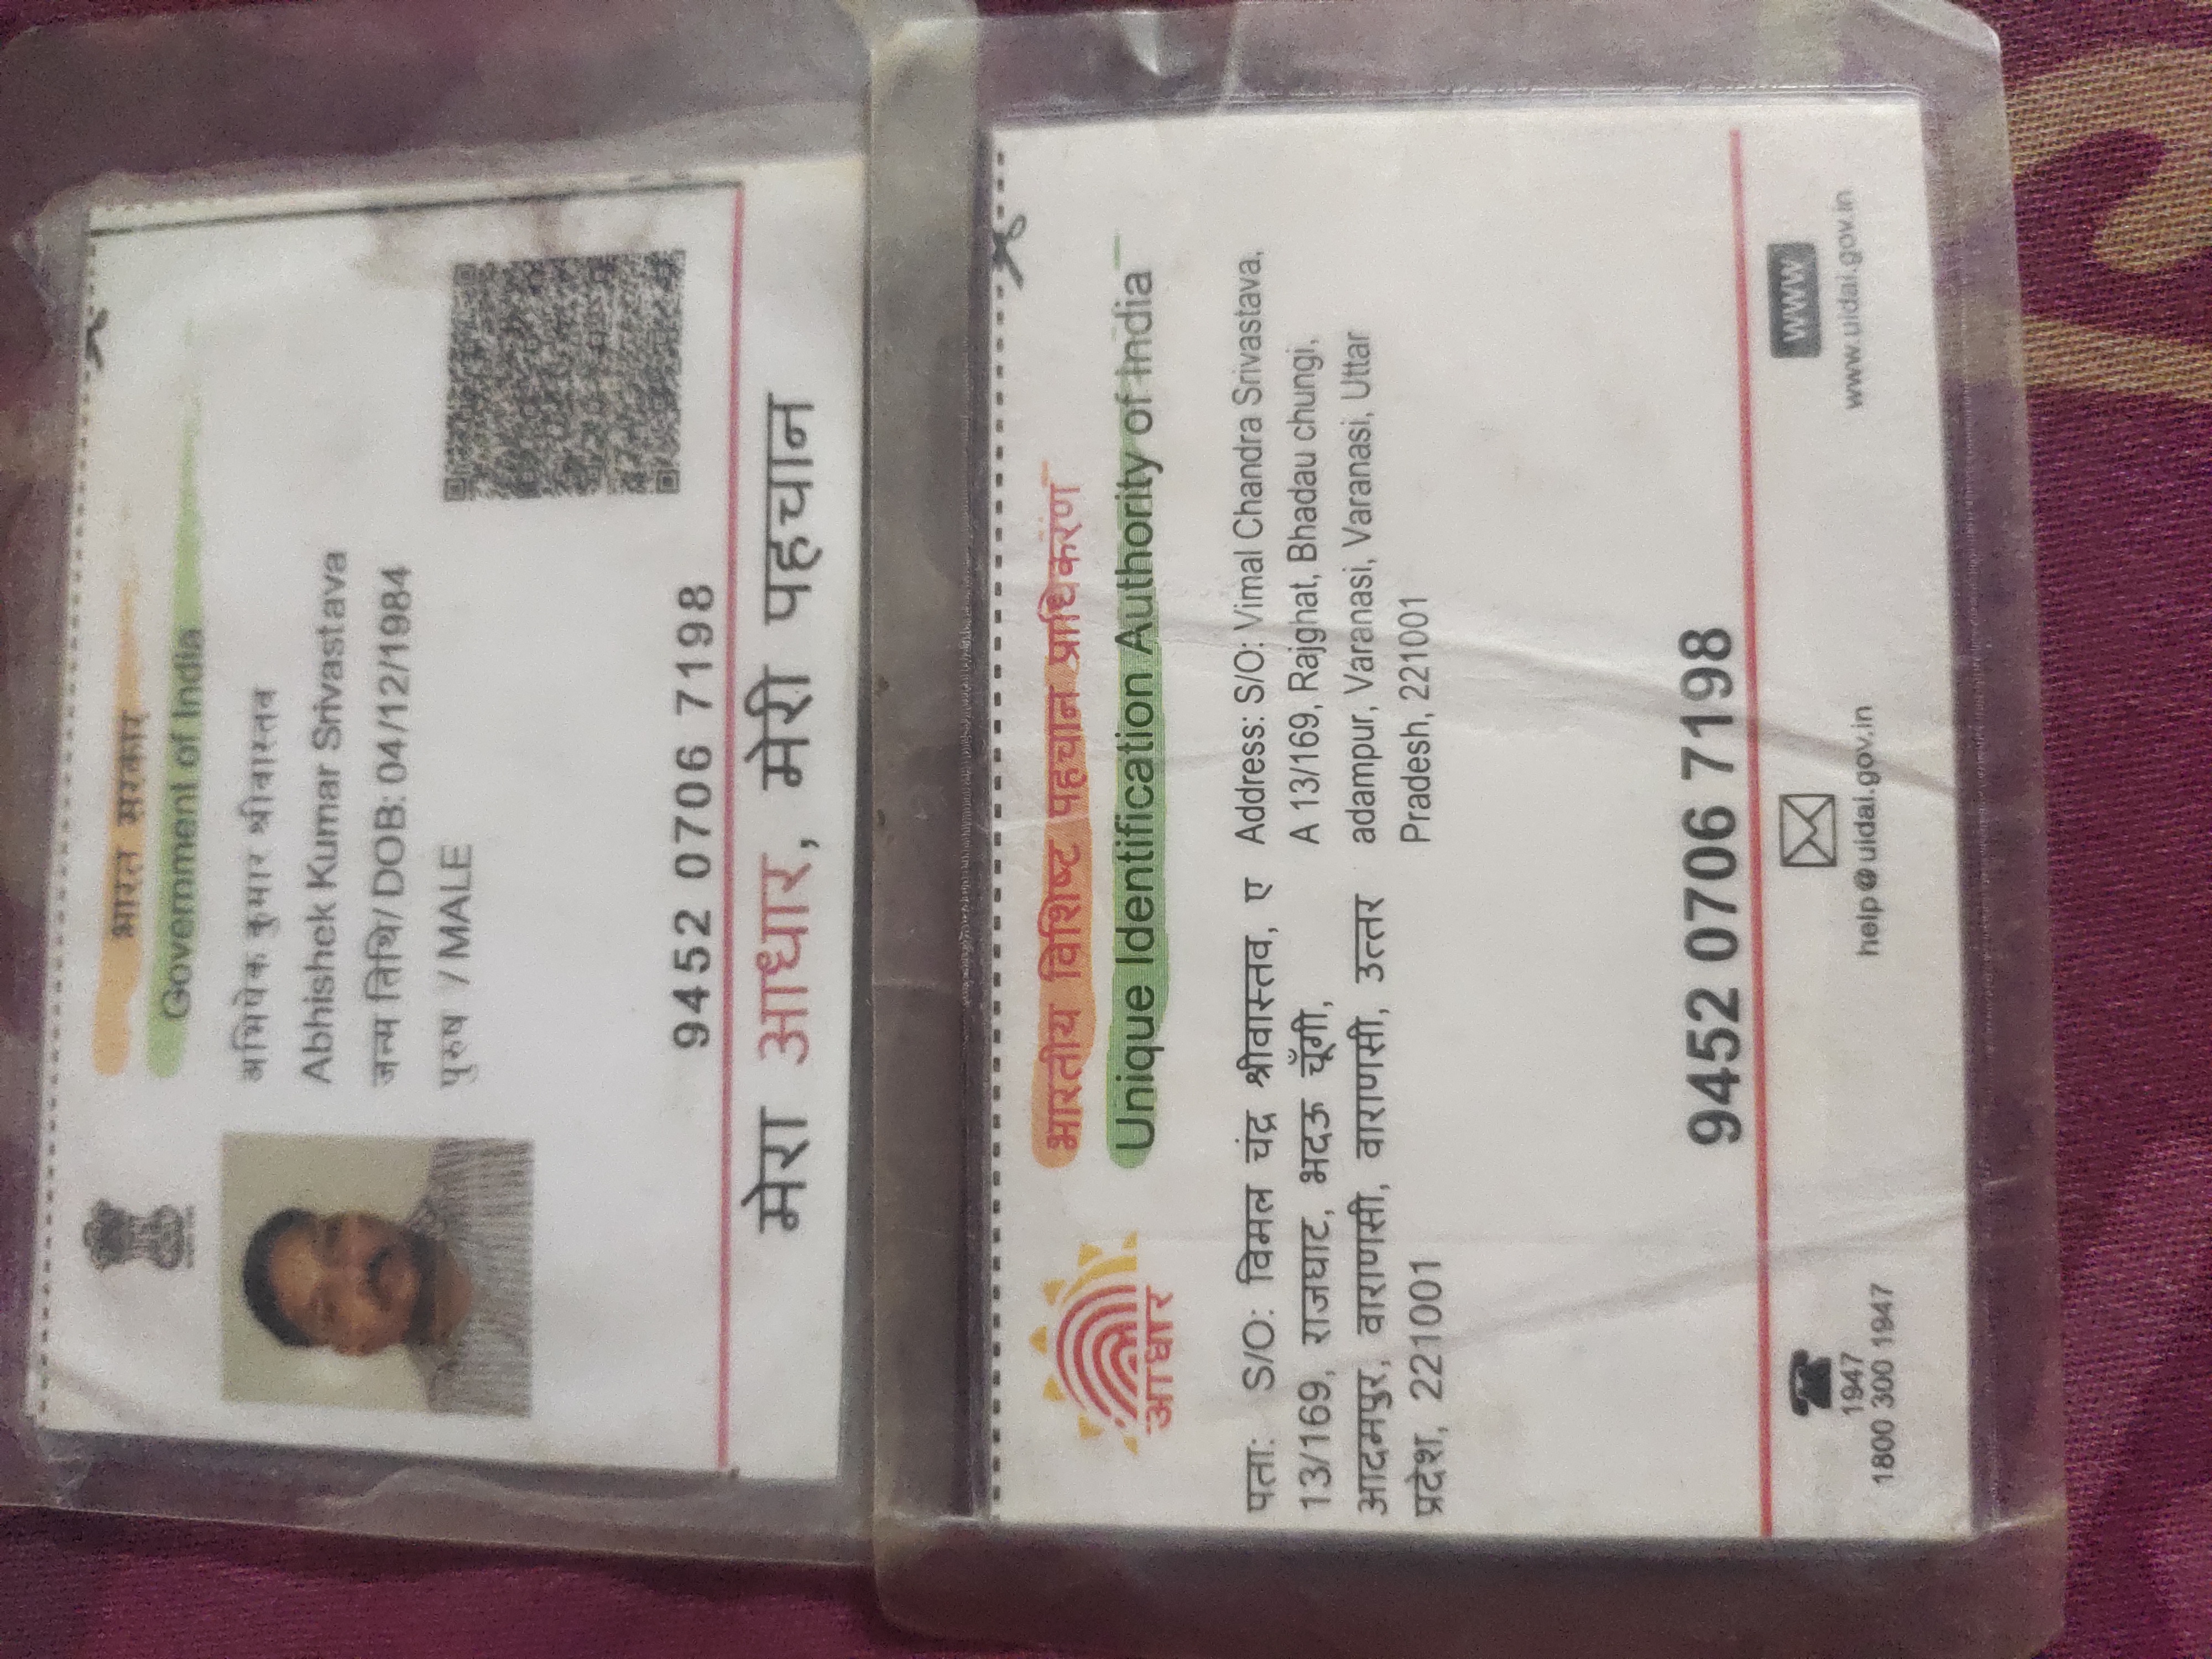 भारत सरकार
Government of India
अभिषेक कुमार श्रीवास्तव
Abhishek Kumar Srivastava
जन्म तिथि/ DOB: 04/12/1984
पुरुष / MALE
9452 0706 7198
मेरा आधार, मेरी पहचान
भारतीय विशिष्ट पहचान प्राधिकरण
Unique Identification Authority of India
आधार
पता: S/O: विमल चंद्र श्रीवास्तव, ए
13/169, राजघाट, भदऊ चूँगी,
आदमपुर, वाराणसी, वाराणसी, उत्तर
प्रदेश, 221001
Address: S/O: Vimal Chandra Srivastava,
A 13/169, Rajghat, Bhadau chungi,
adampur, Varanasi, Varanasi, Uttar
Pradesh, 221001
9452 0706 7198
1947
1800 300 1947
help@uidai.gov.in
www
www.uidai.gov.in